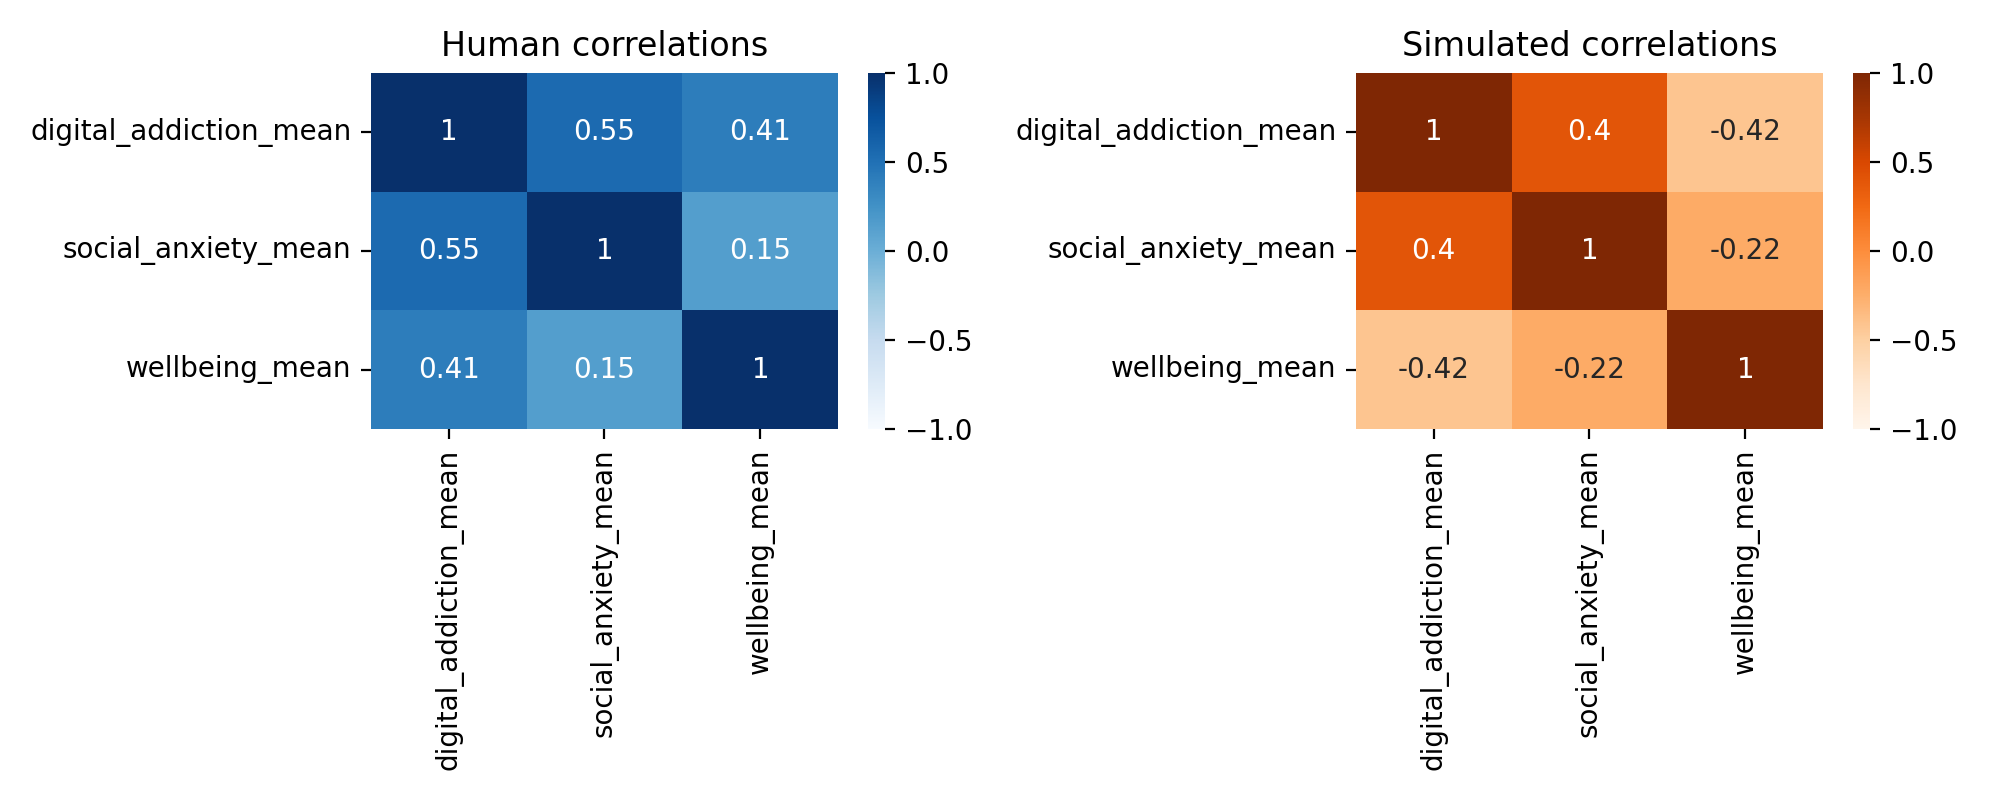 Human correlations
digital_addiction_mean
social_anxiety_mean
wellbeing_mean
1 0.55 0.41
0.55 1 0.15
0.41 0.15 1
1.0
0.5
0.0
−0.5
−1.0
digital_addiction_mean
social_anxiety_mean
wellbeing_mean
Simulated correlations
digital_addiction_mean
social_anxiety_mean
wellbeing_mean
1 0.4 -0.42
0.4 1 -0.22
-0.42 -0.22 1
1.0
0.5
0.0
−0.5
−1.0
digital_addiction_mean
social_anxiety_mean
wellbeing_mean